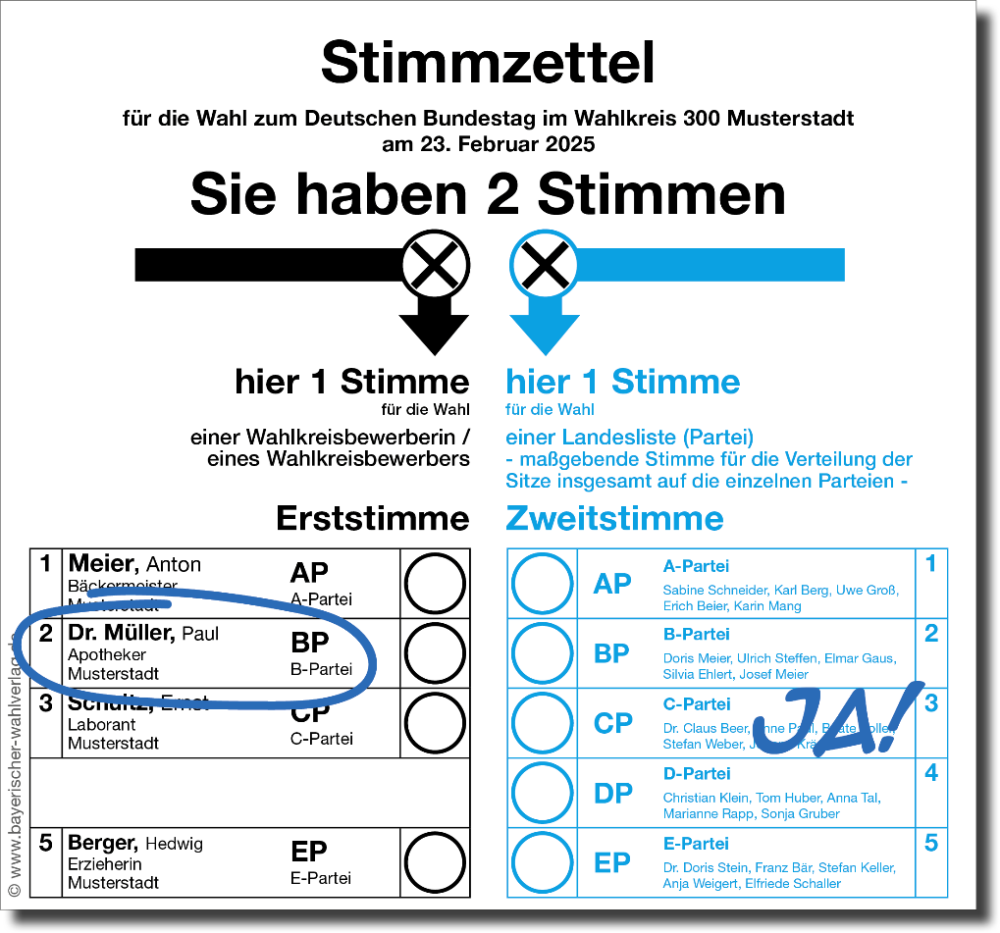 Stimmzettel
für die Wahl zum Deutschen Bundestag im Wahlkreis 300 Musterstadt
am 23. Februar 2025
Sie haben 2 Stimmen
hier 1 Stimme
für die Wahl
einer Wahlkreisbewerberin /
eines Wahlkreisbewerbers
Erststimme
hier 1 Stimme
für die Wahl
einer Landesliste (Partei)
- maßgebende Stimme für die Verteilung der
Sitze insgesamt auf die einzelnen Parteien -
Zweitstimme
1 Meier, Anton
Bäckermeister
Musterstadt
AP
A-Partei
2 Dr. Müller, Paul
Apotheker
Musterstadt
BP
B-Partei
3 Schultz, Ernst
Laborant
Musterstadt
CP
C-Partei
5 Berger, Hedwig
Erzieherin
Musterstadt
EP
E-Partei
AP
A-Partei 1
Sabine Schneider, Karl Berg, Uwe Groß,
Erich Beier, Karin Mang
BP
B-Partei 2
Doris Meier, Ulrich Steffen, Elmar Gaus,
Silvia Ehlert, Josef Meier
CP
C-Partei 3
Dr. Claus Beer,
Stefan Weber,
JA!
DP
D-Partei 4
Christian Klein, Tom Huber, Anna Tal,
Marianne Rapp, Sonja Gruber
EP
E-Partei 5
Dr. Doris Stein, Franz Bär, Stefan Keller,
Anja Weigert, Elfriede Schaller
© www.bayerischer-wahlverlag.de